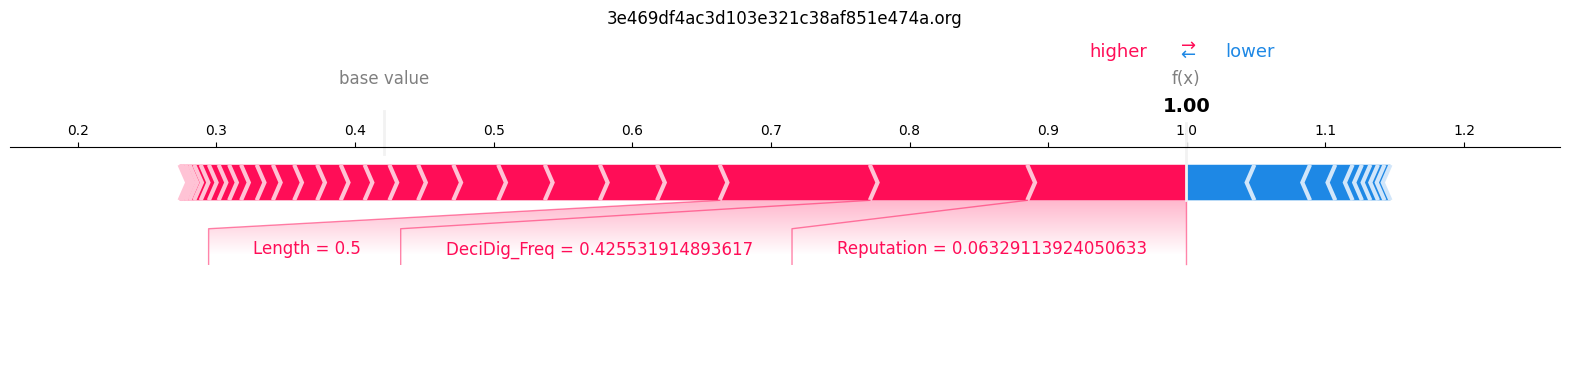 3e469df4ac3d103e321c38af851e474a.org
higher → ← lower
base value f(x)
1.00
0.2 0.3 0.4 0.5 0.6 0.7 0.8 0.9 1.0 1.1 1.2
Length = 0.5 DeciDig_Freq = 0.425531914893617 Reputation = 0.06329113924050633